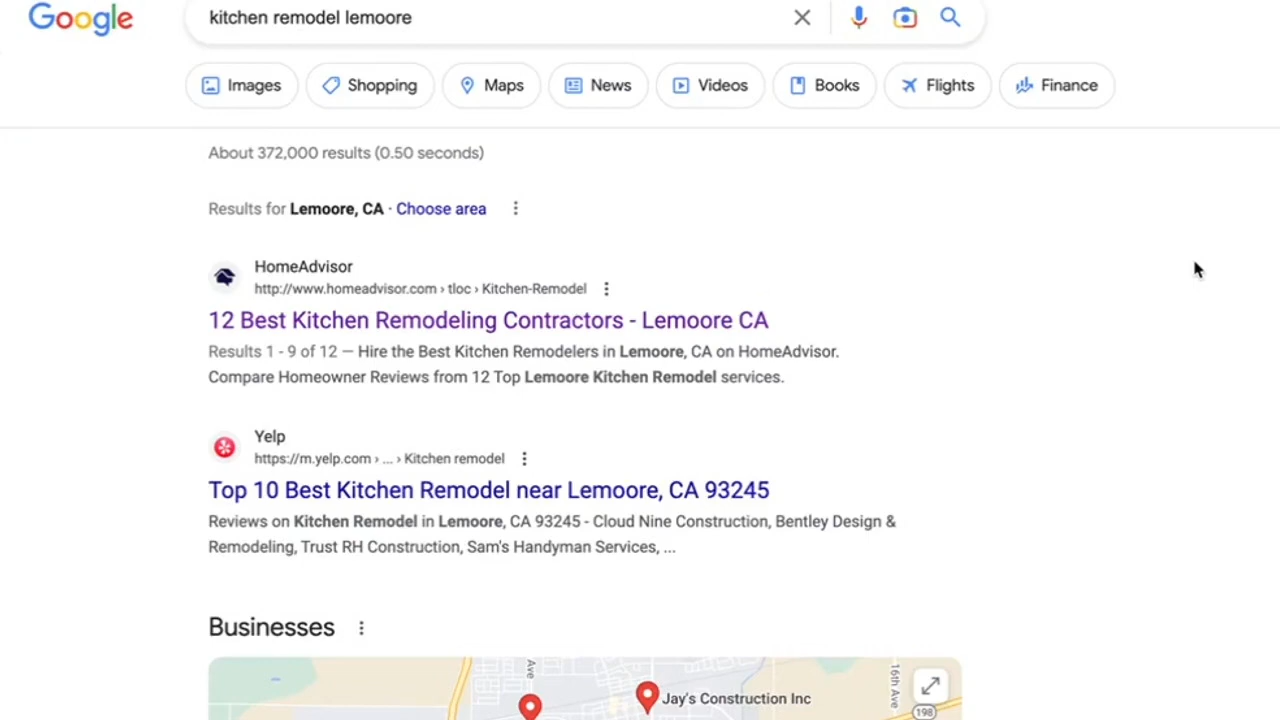 Google
kitchen remodel lemoore
Images
Shopping
Maps
News
Videos
Books
Flights
Finance
About 372,000 results (0.50 seconds)
Results for Lemoore, CA · Choose area
HomeAdvisor
http://www.homeadvisor.com › tloc › Kitchen-Remodel
12 Best Kitchen Remodeling Contractors - Lemoore CA
Results 1 - 9 of 12 — Hire the Best Kitchen Remodelers in Lemoore, CA on HomeAdvisor.
Compare Homeowner Reviews from 12 Top Lemoore Kitchen Remodel services.
Yelp
https://m.yelp.com › ... › Kitchen remodel
Top 10 Best Kitchen Remodel near Lemoore, CA 93245
Reviews on Kitchen Remodel in Lemoore, CA 93245 - Cloud Nine Construction, Bentley Design &
Remodeling, Trust RH Construction, Sam's Handyman Services, ...
Businesses
Ave
Jay's Construction Inc
16th Ave
198